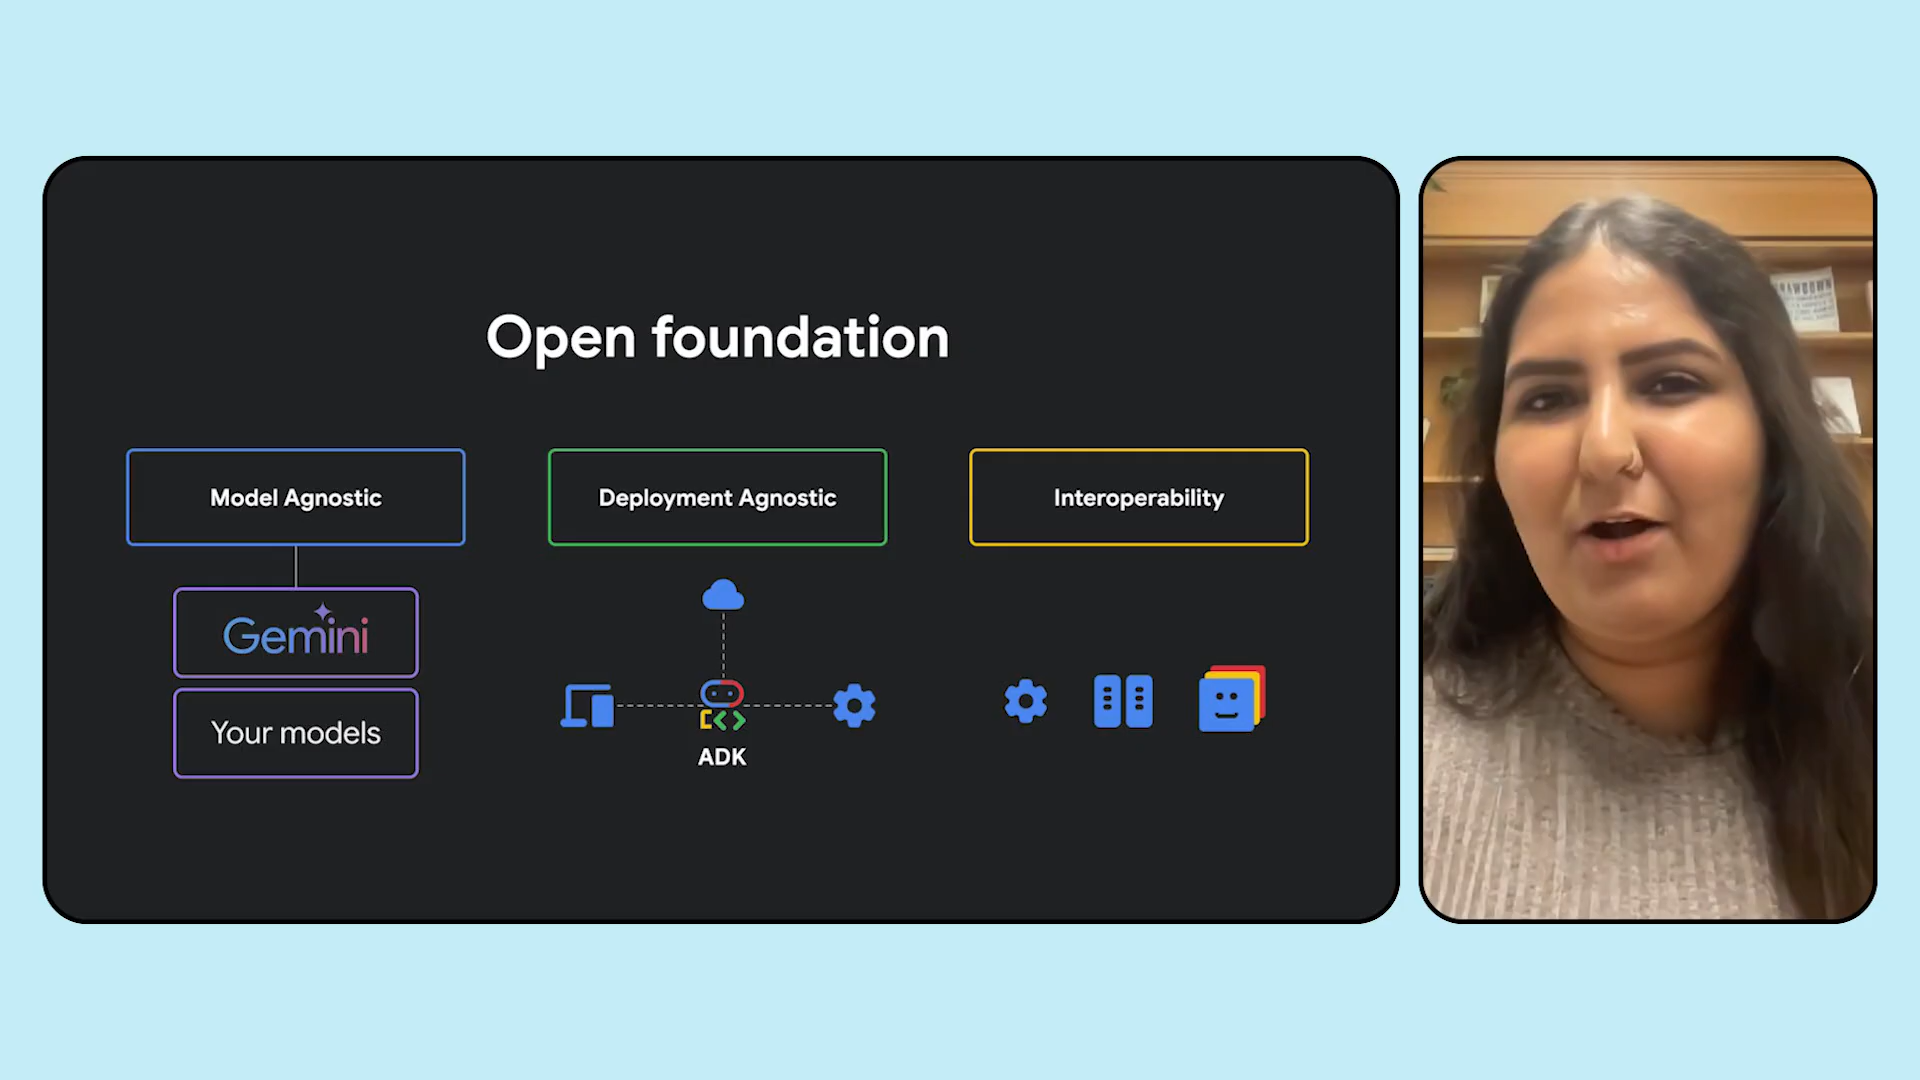 Open foundation
Model Agnostic
Deployment Agnostic
Interoperability
Gemini
Your models
ADK